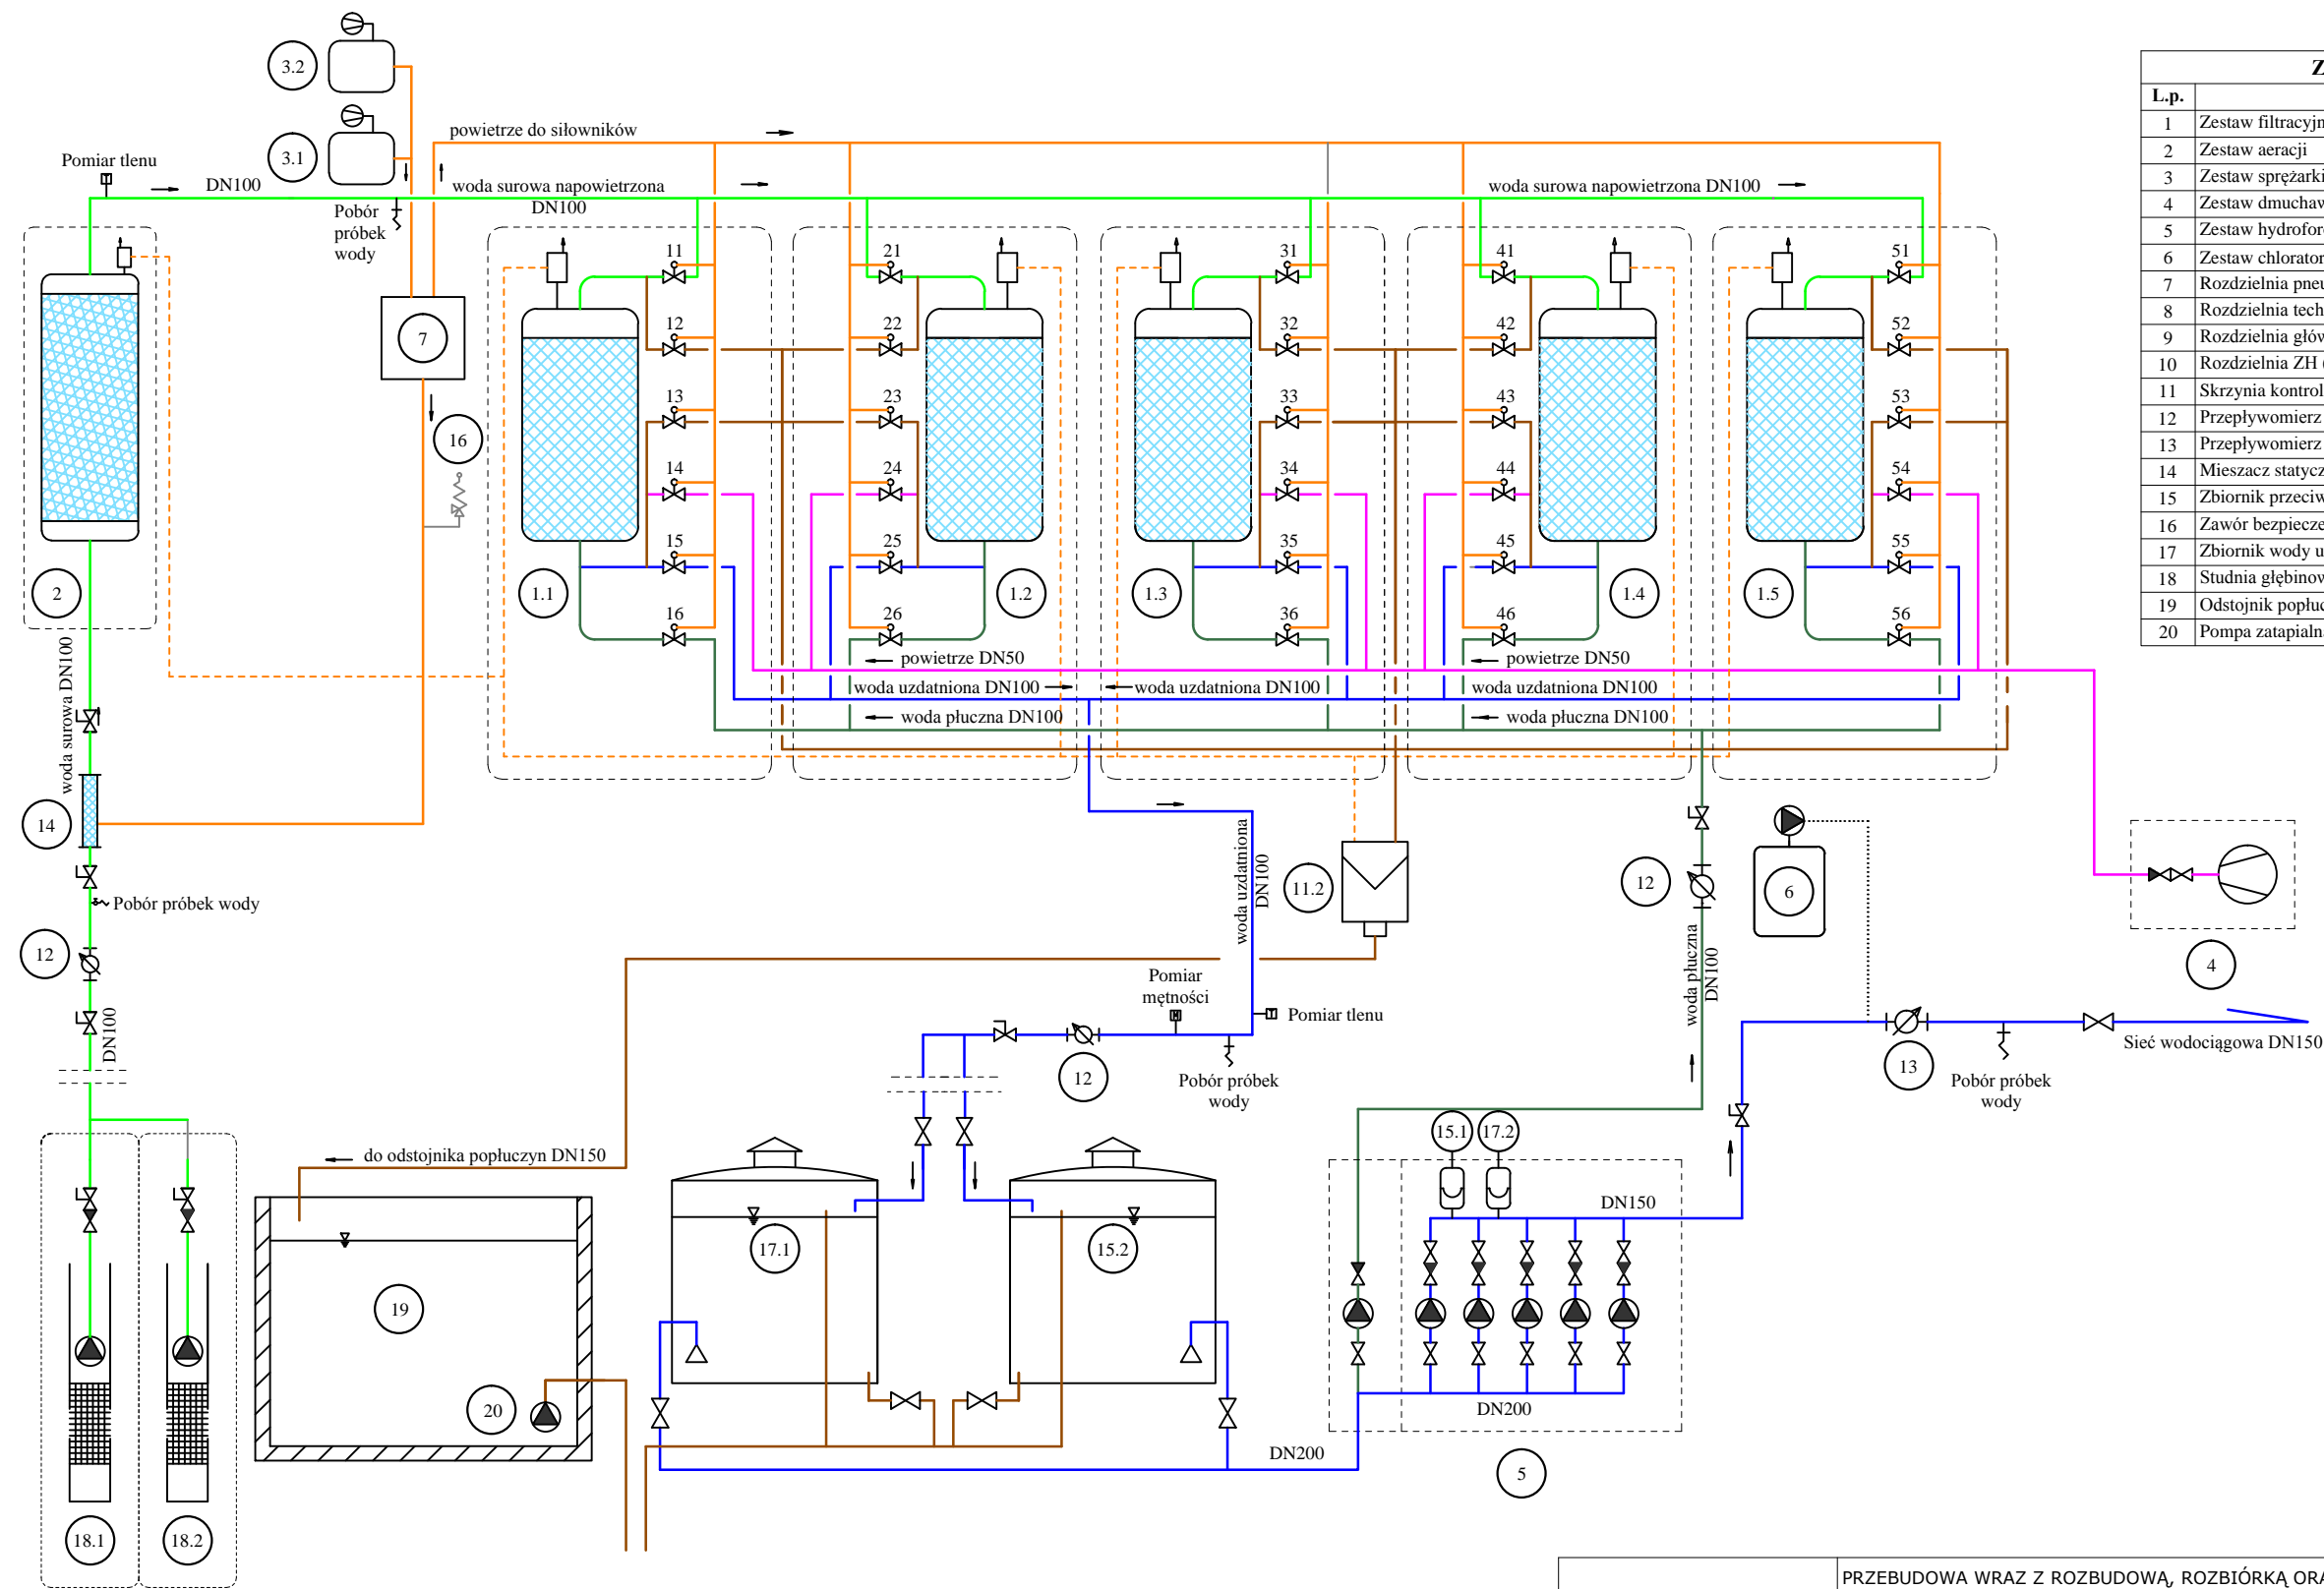 3.2
3.1
Pomiar tlenu
DN100
powietrze do siłowników
woda surowa napowietrzona
DN100
woda surowa napowietrzona DN100
Pobór
próbek
wody
7
16
2
11
12
13
14
15
16
1.1
21
22
23
24
25
26
1.2
31
32
33
34
35
36
1.3
41
42
43
44
45
46
1.4
51
52
53
54
55
56
1.5
powietrze DN50
powietrze DN50
woda uzdatniona DN100
woda uzdatniona DN100
woda uzdatniona DN100
woda płuczna DN100
woda płuczna DN100
woda surowa DN100
14
Pobór próbek wody
12
DN100
woda uzdatniona
DN100
11.2
12
6
woda płuczna
DN100
4
Pomiar
mętności
Pomiar tlenu
12
Pobór próbek
wody
13
Pobór próbek
wody
Sieć wodociągowa DN150
do odstojnika popłuczyn DN150
15.1
17.2
DN150
17.1
15.2
19
20
DN200
DN200
5
18.1
18.2
L.p.
1 Zestaw filtracyjn
2 Zestaw aeracji
3 Zestaw sprężarki
4 Zestaw dmuchaw
5 Zestaw hydrofor
6 Zestaw chlorator
7 Rozdzielnia pneu
8 Rozdzielnia tech
9 Rozdzielnia głów
10 Rozdzielnia ZH
11 Skrzynia kontrol
12 Przepływomierz
13 Przepływomierz
14 Mieszacz statycz
15 Zbiornik przeciw
16 Zawór bezpiecze
17 Zbiornik wody u
18 Studnia głębinow
19 Odstojnik popłuc
20 Pompa zatapialn
PRZEBUDOWA WRAZ Z ROZBUDOWĄ, ROZBIÓRKĄ ORA